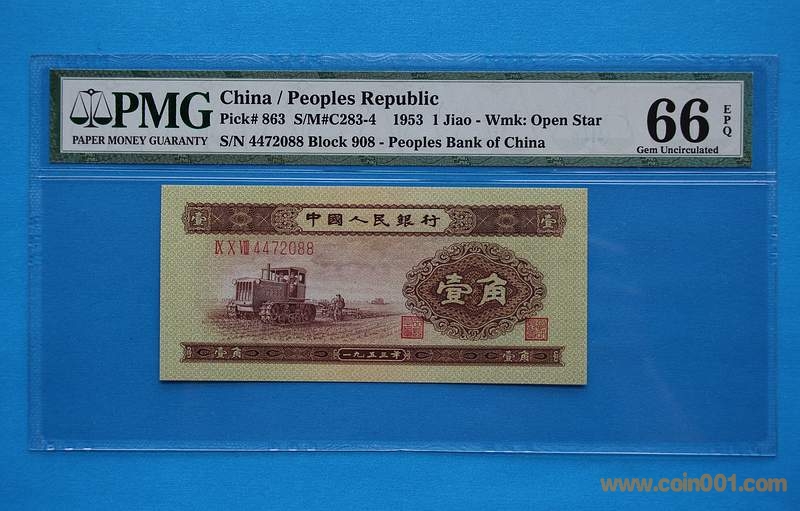 PMG
PAPER MONEY GUARANTY
China / Peoples Republic
Pick# 863 S/M#C283-4 1953 1 Jiao - Wmk: Open Star
S/N 4472088 Block 908 - Peoples Bank of China
66
EPQ
Gem Uncirculated
壹 中國人民銀行 壹
Ⅸ Ⅹ Ⅷ 4472088
壹角
壹角 一九五三年 壹角
www.coin001.com